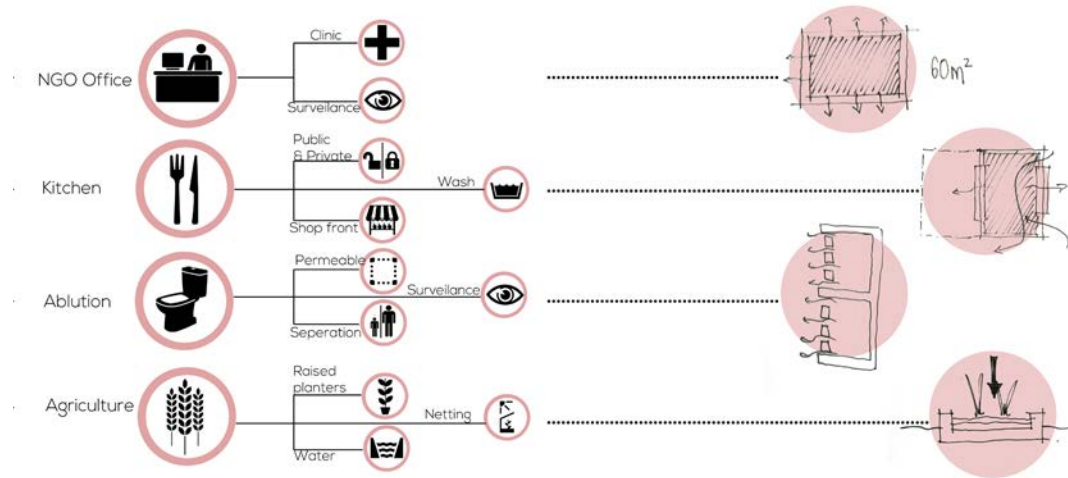 Clinic
NGO Office
60m²
Surveilance
Public
& Private
Kitchen
Wash
Shop front
Permeable
Ablution
Surveilance
Seperation
Raised
planters
Agriculture
Netting
Water